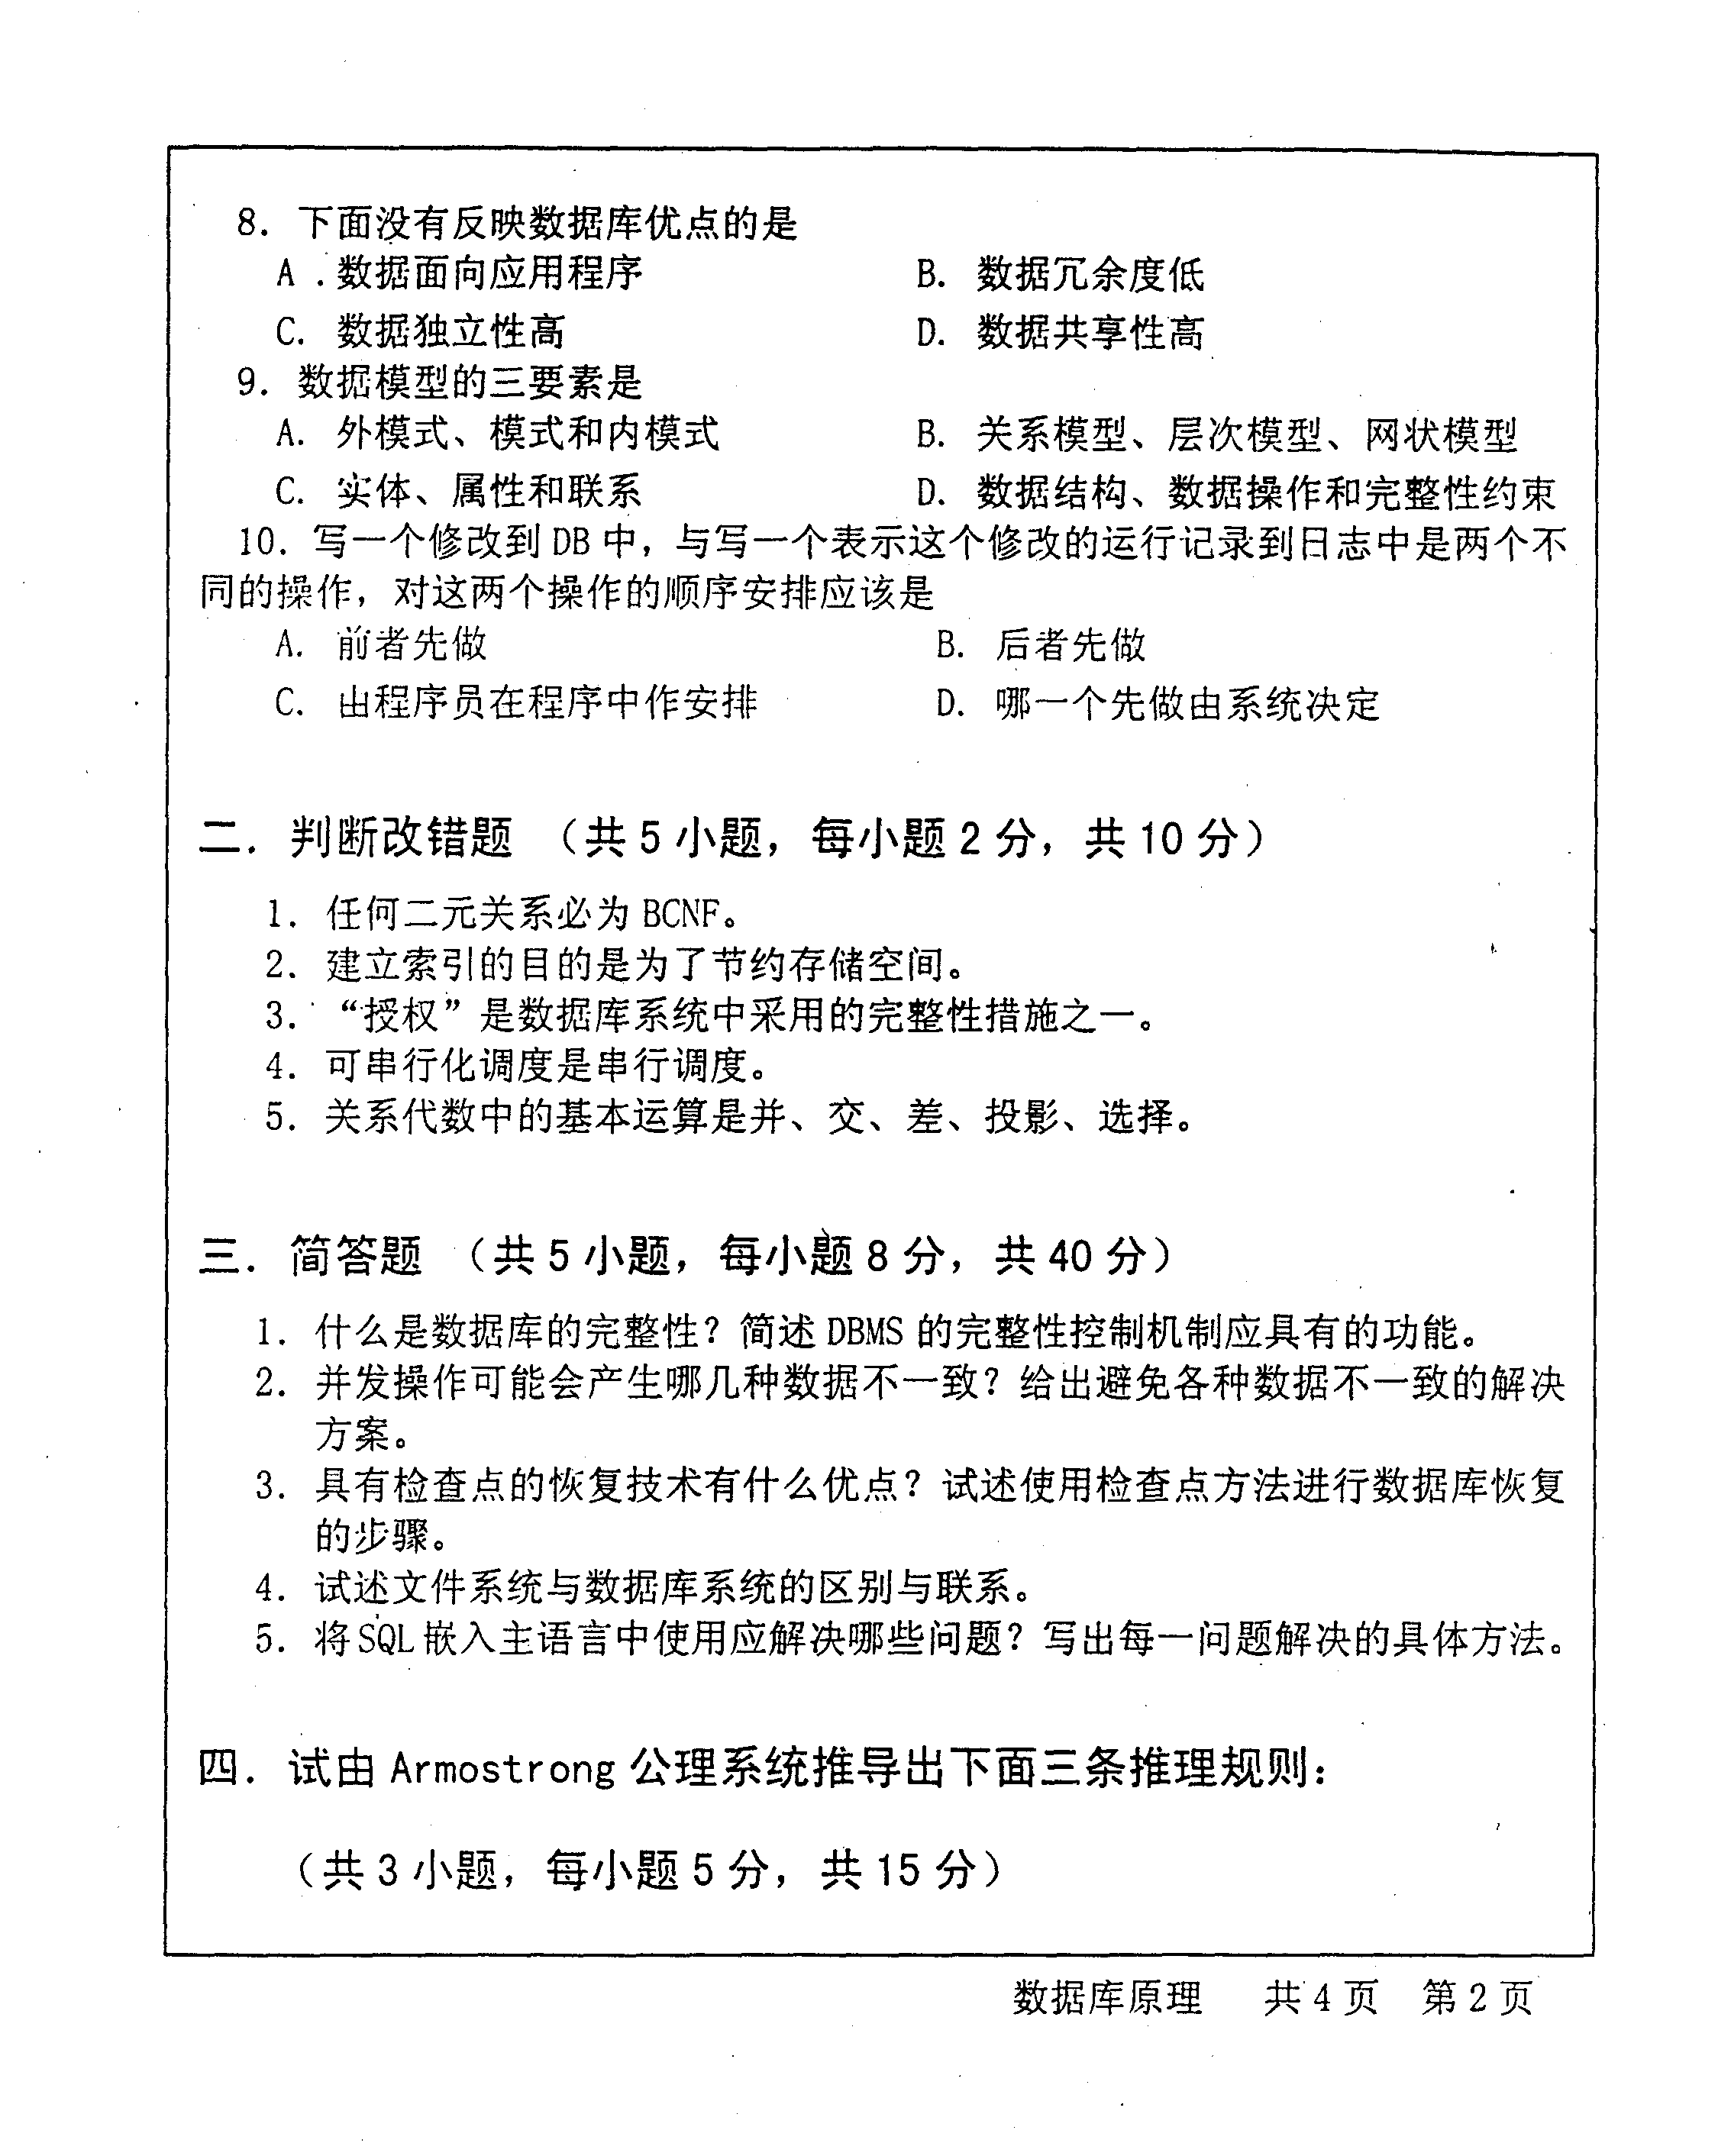 8. 下面没有反映数据库优点的是
A .数据面向应用程序 B. 数据冗余度低
C. 数据独立性高 D. 数据共享性高
9. 数据模型的三要素是
A. 外模式、模式和内模式 B. 关系模型、层次模型、网状模型
C. 实体、属性和联系 D. 数据结构、数据操作和完整性约束
10. 写一个修改到 DB 中，与写一个表示这个修改的运行记录到日志中是两个不
同的操作，对这两个操作的顺序安排应该是
A. 前者先做 B. 后者先做
C. 由程序员在程序中作安排 D. 哪一个先做由系统决定
二. 判断改错题 （共 5 小题，每小题 2 分，共 10 分）
1. 任何二元关系必为 BCNF。
2. 建立索引的目的是为了节约存储空间。
3. “授权”是数据库系统中采用的完整性措施之一。
4. 可串行化调度是串行调度。
5. 关系代数中的基本运算是并、交、差、投影、选择。
三. 简答题 （共 5 小题，每小题 8 分，共 40 分）
1. 什么是数据库的完整性？简述 DBMS 的完整性控制机制应具有的功能。
2. 并发操作可能会产生哪几种数据不一致？给出避免各种数据不一致的解决
方案。
3. 具有检查点的恢复技术有什么优点？试述使用检查点方法进行数据库恢复
的步骤。
4. 试述文件系统与数据库系统的区别与联系。
5. 将 SQL 嵌入主语言中使用应解决哪些问题？写出每一问题解决的具体方法。
四. 试由 Armostrong 公理系统推导出下面三条推理规则：
（共 3 小题，每小题 5 分，共 15 分）
数据库原理 共 4 页 第 2 页